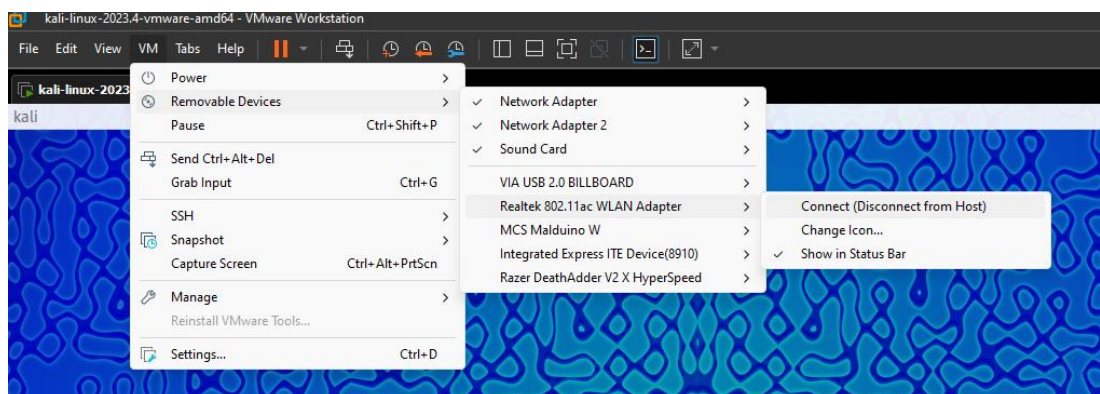 kali-linux-2023.4-vmware-amd64 - VMware Workstation
File Edit View VM Tabs Help
kali-linux-2023
kali
Power
Removable Devices
Pause Ctrl+Shift+P
Send Ctrl+Alt+Del
Grab Input Ctrl+G
SSH
Snapshot
Capture Screen Ctrl+Alt+PrtScn
Manage
Reinstall VMware Tools...
Settings... Ctrl+D
Network Adapter
Network Adapter 2
Sound Card
VIA USB 2.0 BILLBOARD
Realtek 802.11ac WLAN Adapter
MCS Malduino W
Integrated Express ITE Device(8910)
Razer DeathAdder V2 X HyperSpeed
Connect (Disconnect from Host)
Change Icon...
Show in Status Bar